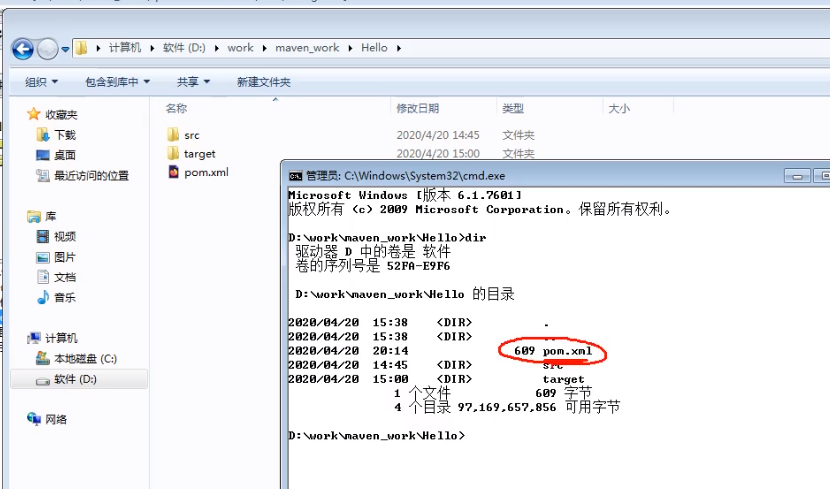 计算机 ▸ 软件 (D:) ▸ work ▸ maven_work ▸ Hello ▸
组织 包含到库中 共享 新建文件夹
名称 修改日期 类型 大小
src 2020/4/20 14:45 文件夹
target 2020/4/20 15:00 文件夹
pom.xml
收藏夹
下载
桌面
最近访问的位置
库
视频
图片
文档
音乐
计算机
本地磁盘 (C:)
软件 (D:)
网络
管理员: C:\Windows\System32\cmd.exe
Microsoft Windows [版本 6.1.7601]
版权所有 (c) 2009 Microsoft Corporation。保留所有权利。
D:\work\maven_work\Hello>dir
驱动器 D 中的卷是 软件
卷的序列号是 52FA-E9F6
D:\work\maven_work\Hello 的目录
2020/04/20 15:38 <DIR> .
2020/04/20 15:38 <DIR> ..
2020/04/20 20:14 609 pom.xml
2020/04/20 14:45 <DIR> src
2020/04/20 15:00 <DIR> target
1 个文件 609 字节
4 个目录 97,169,657,856 可用字节
D:\work\maven_work\Hello>